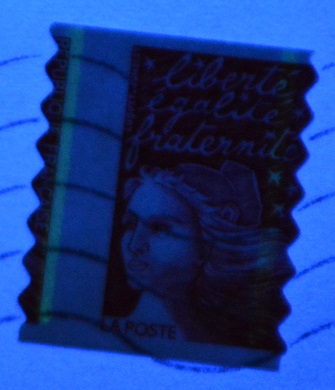 liberté
égalité
fraternité
LA POSTE